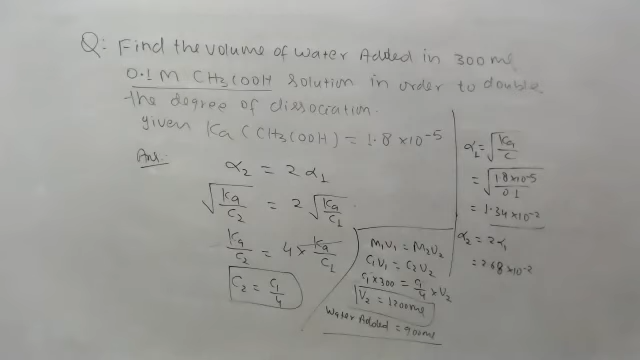 Q: Find the volume of water Added in 300 ml
0.1 M CH3COOH solution in order to double
the degree of dissociation.
given Ka (CH3COOH) = 1.8 × 10^-5
Ans:
α2 = 2 α1
√(Ka/C2) = 2 √(Ka/C1)
Ka/C2 = 4 × Ka/C1
C2 = C1/4
M1V1 = M2V2
C1V1 = C2V2
C1 × 300 = C1/4 × V2
V2 = 1200 ml
Water Added = 900 ml
α1 = √(Ka/C)
= √(1.8 × 10^-5/0.1)
= 1.34 × 10^-2
α2 = 2α1
= 2.68 × 10^-2